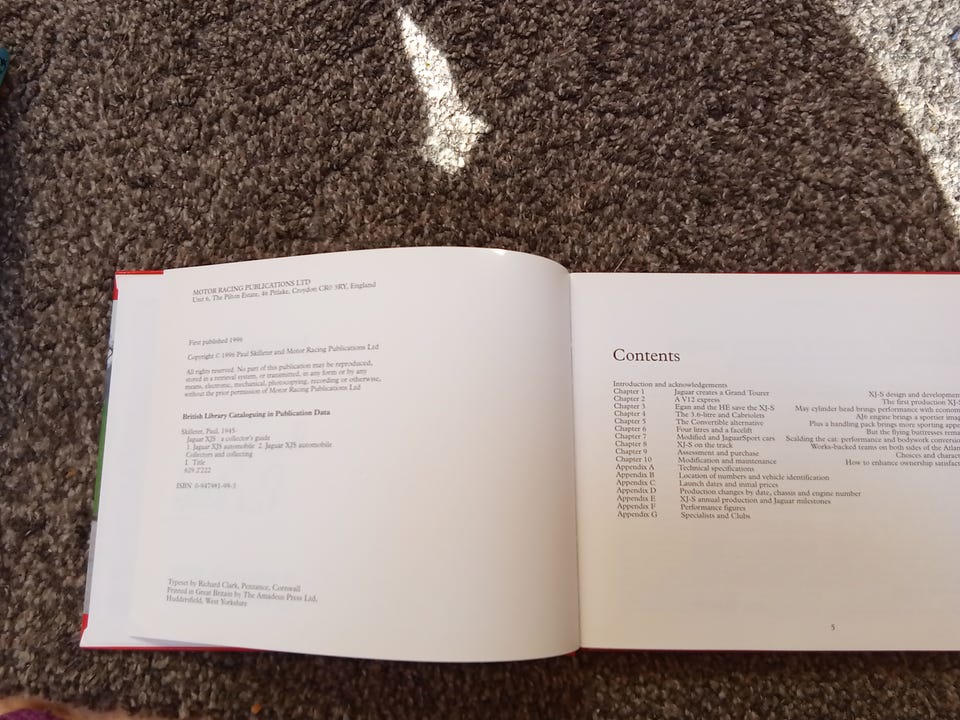 MOTOR RACING PUBLICATIONS LTD
Unit 6, The Pilton Estate, 46 Pitlake, Croydon CR0 3RY, England
First published 1996
Copyright © 1996 Paul Skilleter and Motor Racing Publications Ltd
All rights reserved. No part of this publication may be reproduced,
stored in a retrieval system, or transmitted, in any form or by any
means, electronic, mechanical, photocopying, recording or otherwise,
without the prior permission of Motor Racing Publications Ltd
British Library Cataloguing in Publication Data
Skilleter, Paul, 1945-
Jaguar XJS : a collector's guide
1. Jaguar XJS automobile 2. Jaguar XJS automobile
Collectors and collecting
I. Title
629.2'222
ISBN 0-947981-98-3
Typeset by Richard Clark, Penzance, Cornwall
Printed in Great Britain by The Amadeus Press Ltd,
Huddersfield, West Yorkshire
Contents
Introduction and acknowledgements
Chapter 1 Jaguar creates a Grand Tourer XJ-S design and developmen
Chapter 2 A V12 express The first production XJ-S
Chapter 3 Egan and the HE save the XJ-S May cylinder head brings performance with econom
Chapter 4 The 3.6-litre and Cabriolets AJ6 engine brings a sportier imag
Chapter 5 The Convertible alternative Plus a handling pack brings more sporting appe
Chapter 6 Four litres and a facelift But the flying buttresses rema
Chapter 7 Modified and JaguarSport cars Scalding the cat: performance and bodywork conversio
Chapter 8 XJ-S on the track Works-backed teams on both sides of the Atlan
Chapter 9 Assessment and purchase Choices and charact
Chapter 10 Modification and maintenance How to enhance ownership satisfact
Appendix A Technical specifications
Appendix B Location of numbers and vehicle identification
Appendix C Launch dates and initial prices
Appendix D Production changes by date, chassis and engine number
Appendix E XJ-S annual production and Jaguar milestones
Appendix F Performance figures
Appendix G Specialists and Clubs
5